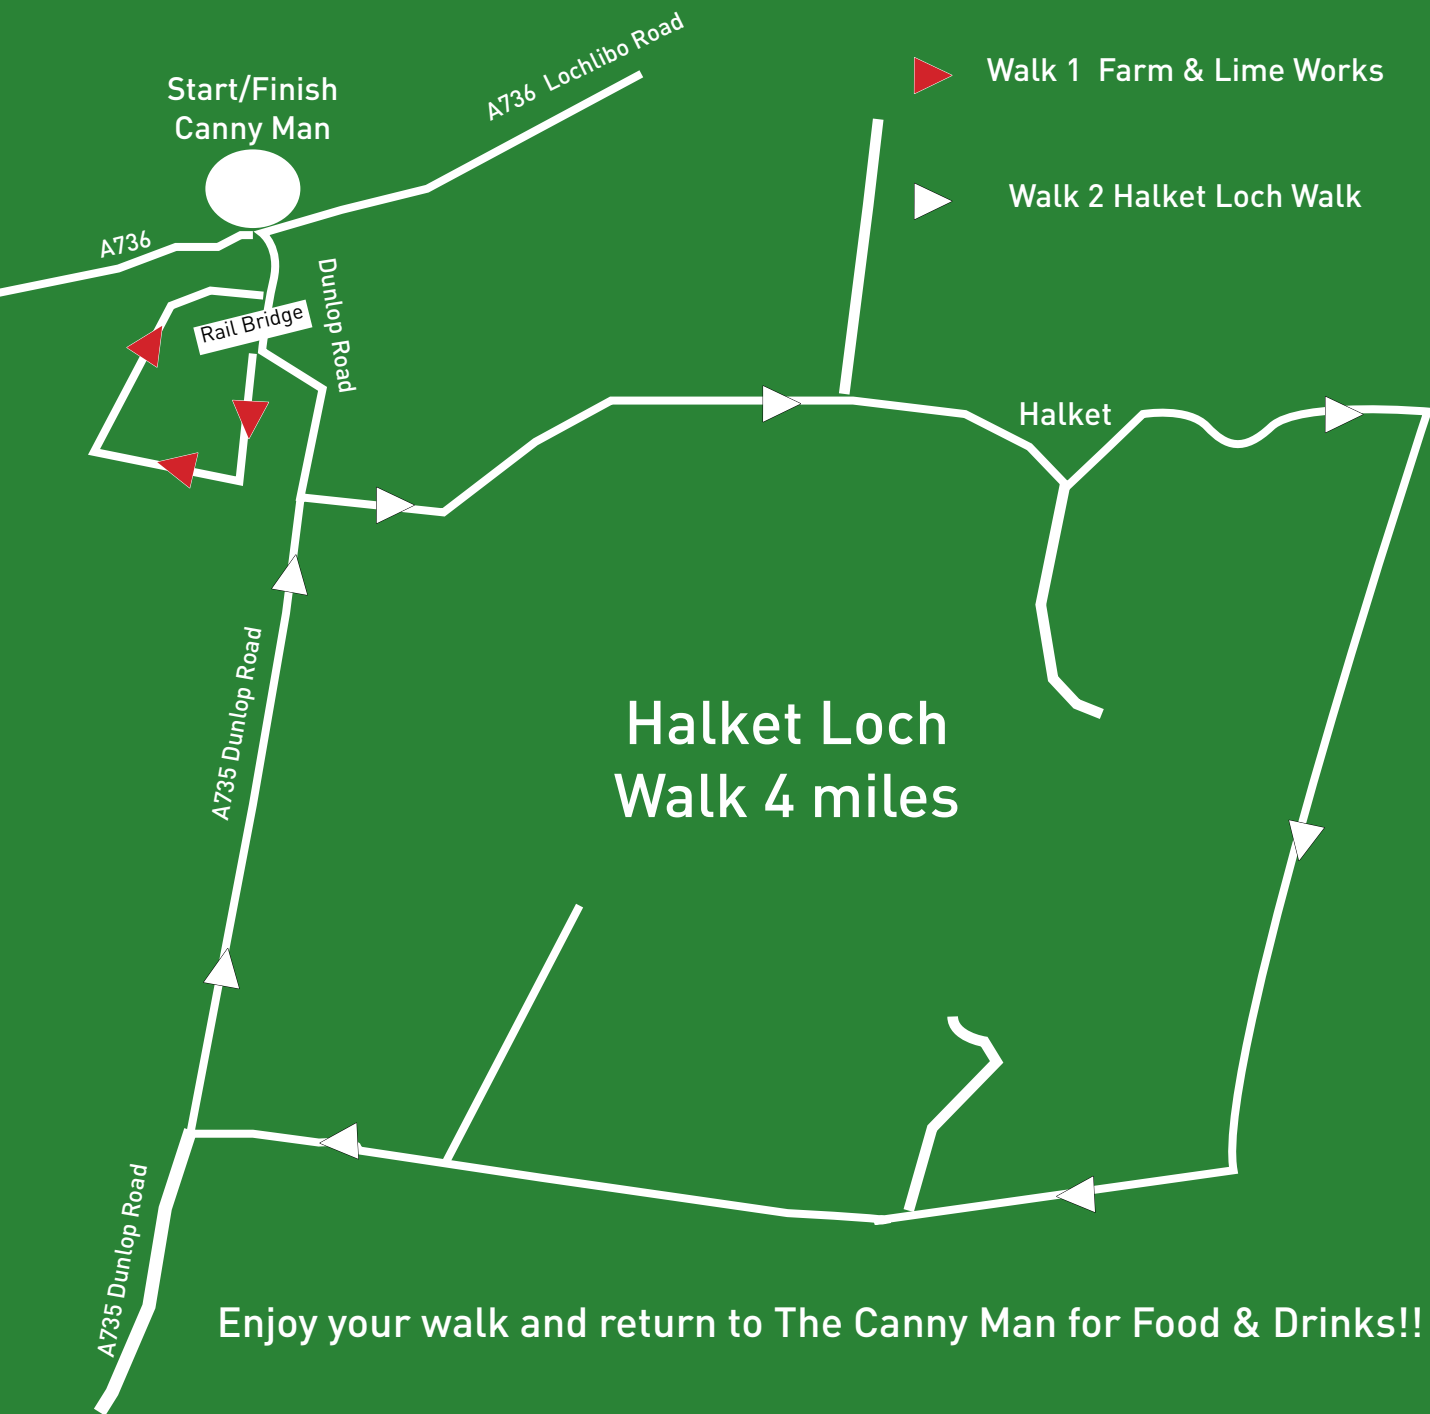 A736 Lochlibo Road
Walk 1 Farm & Lime Works
Start/Finish
Canny Man
Walk 2 Halket Loch Walk
A736
Dunlop Road
Rail Bridge
Halket
A735 Dunlop Road
Halket Loch
Walk 4 miles
A735 Dunlop Road
Enjoy your walk and return to The Canny Man for Food & Drinks!!